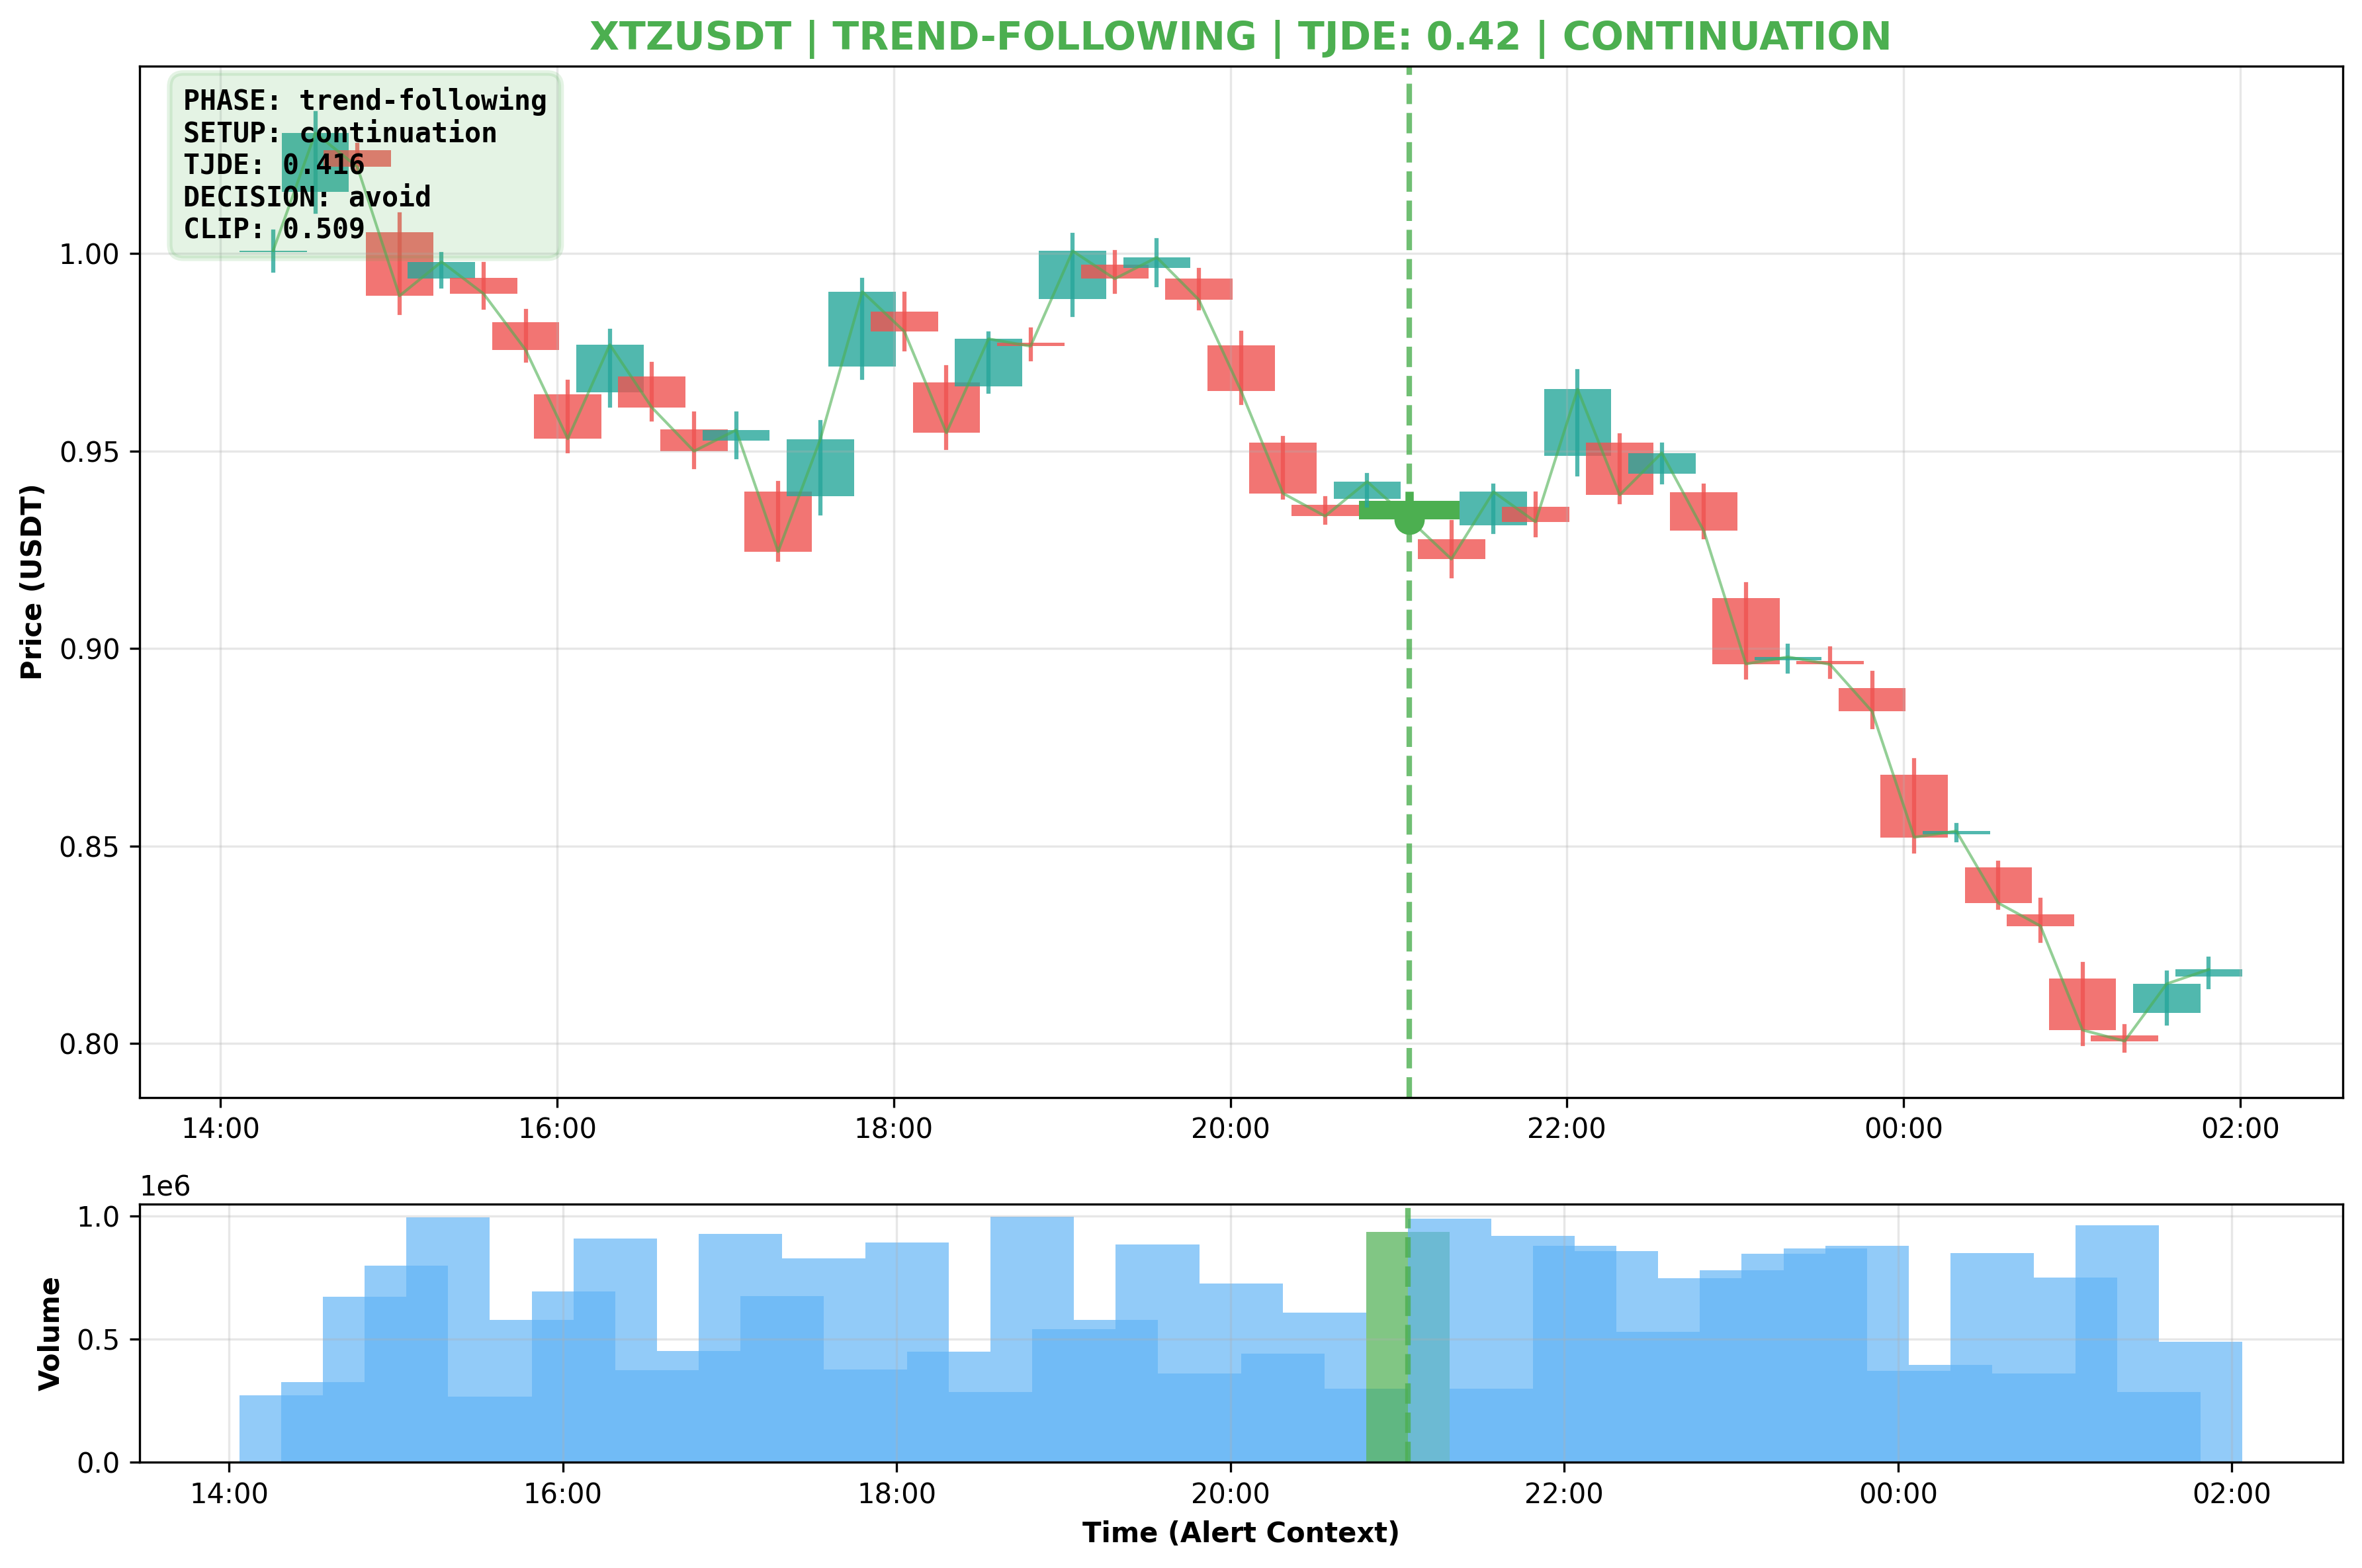 XTZUSDT | TREND-FOLLOWING | TJDE: 0.42 | CONTINUATION
PHASE: trend-following
SETUP: continuation
TJDE: 0.416
DECISION: avoid
CLIP: 0.509
Price (USDT)
1.00
0.95
0.90
0.85
0.80
14:00 16:00 18:00 20:00 22:00 00:00 02:00
1e6
Volume
1.0
0.5
0.0
14:00 16:00 18:00 20:00 22:00 00:00 02:00
Time (Alert Context)